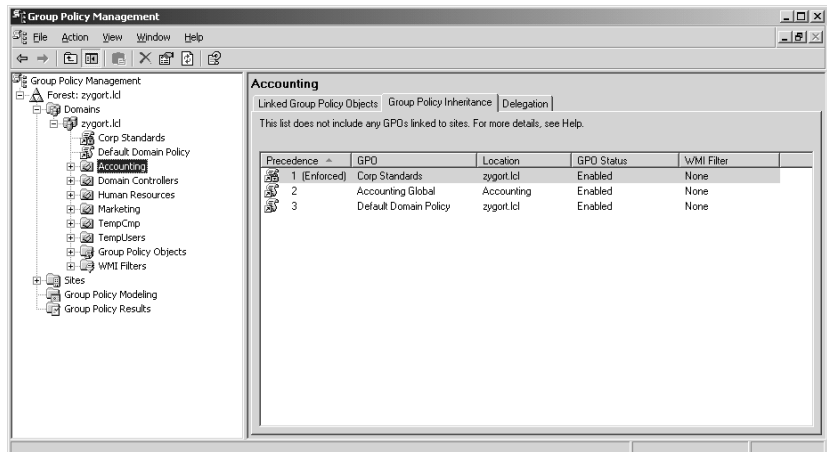 Group Policy Management
File Action View Window Help
Group Policy Management
Forest: zygort.lcl
Domains
zygort.lcl
Corp Standards
Default Domain Policy
Accounting
Domain Controllers
Human Resources
Marketing
TempCmp
TempUsers
Group Policy Objects
WMI Filters
Sites
Group Policy Modeling
Group Policy Results
Accounting
Linked Group Policy Objects Group Policy Inheritance Delegation
This list does not include any GPOs linked to sites. For more details, see Help.
Precedence GPO Location GPO Status WMI Filter
1 (Enforced) Corp Standards zygort.lcl Enabled None
2 Accounting Global Accounting Enabled None
3 Default Domain Policy zygort.lcl Enabled None